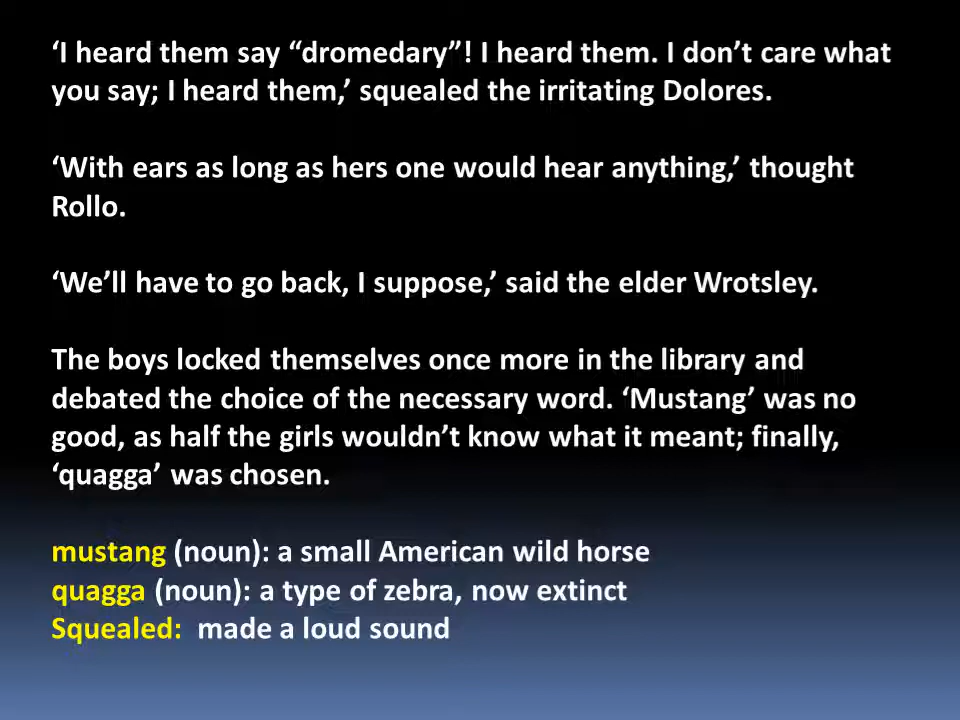 ‘I heard them say “dromedary”! I heard them. I don’t care what
you say; I heard them,’ squealed the irritating Dolores.
‘With ears as long as hers one would hear anything,’ thought
Rollo.
‘We’ll have to go back, I suppose,’ said the elder Wrotsley.
The boys locked themselves once more in the library and
debated the choice of the necessary word. ‘Mustang’ was no
good, as half the girls wouldn’t know what it meant; finally,
‘quagga’ was chosen.
mustang (noun): a small American wild horse
quagga (noun): a type of zebra, now extinct
Squealed:  made a loud sound